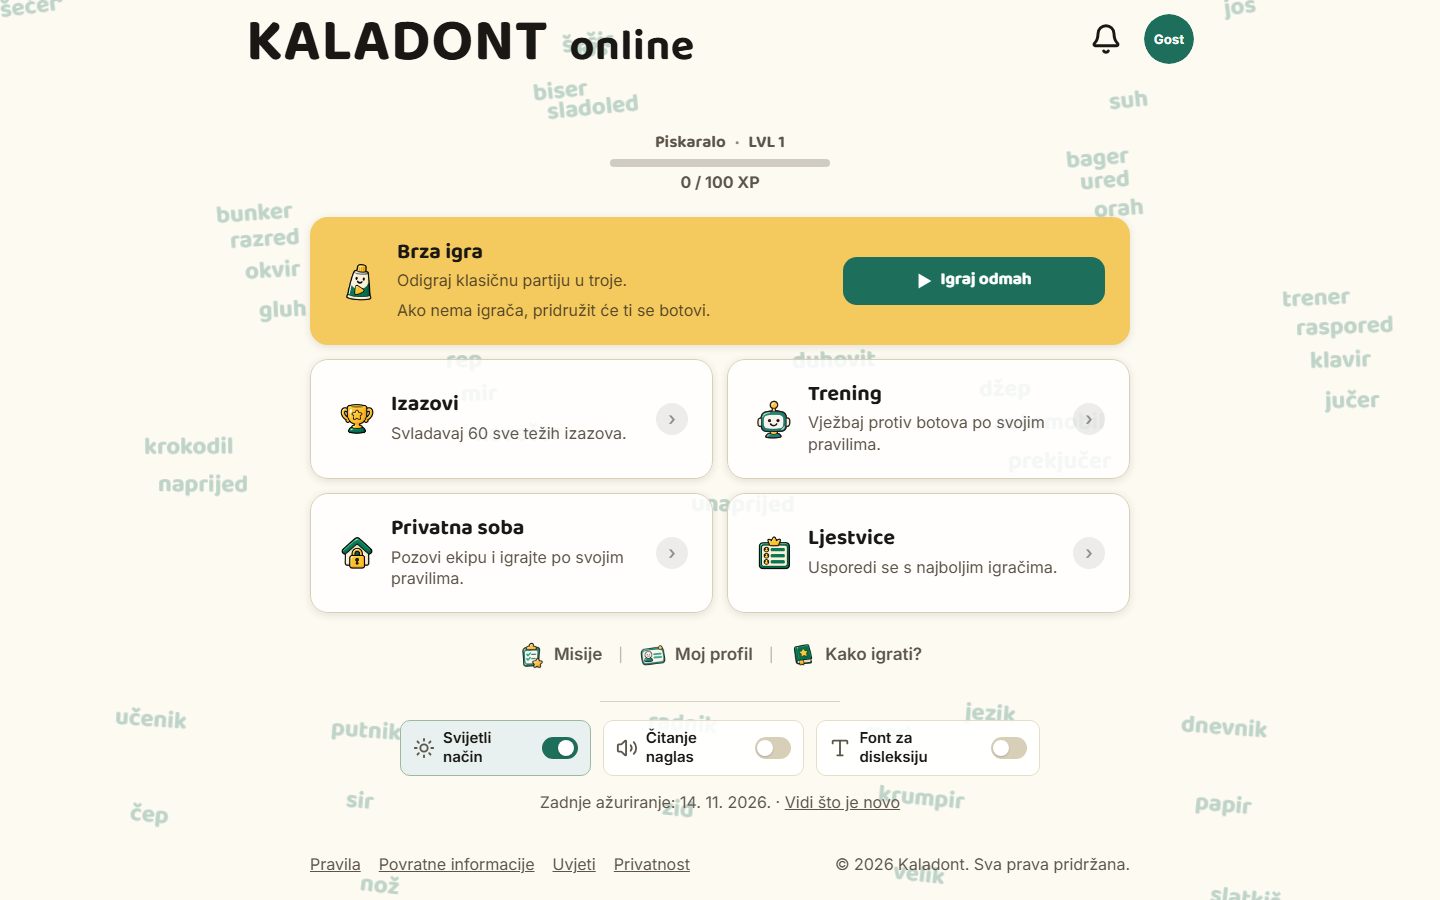 šećer
jos
KALADONT online
Gost
biser
sladoled
suh
Piskaralo · LVL 1
0 / 100 XP
bager
ured
orah
bunker
razred
okvir
gluh
Brza igra
Odigraj klasičnu partiju u troje.
Ako nema igrača, pridružit će ti se botovi.
Igraj odmah
trener
raspored
klavir
jučer
rep
mir
duhovit
džep
Izazovi
Svladavaj 60 sve težih izazova.
Trening
Vježbaj protiv botova po svojim
pravilima.
prekjučer
krokodil
naprijed
unaprijed
Privatna soba
Pozovi ekipu i igrajte po svojim
pravilima.
Ljestvice
Usporedi se s najboljim igračima.
Misije | Moj profil | Kako igrati?
učenik
putnik
radnik
jezik
dnevnik
Svijetli
način
Čitanje
naglas
Font za
disleksiju
čep
sir
zid
krumpir
papir
Zadnje ažuriranje: 14. 11. 2026. · Vidi što je novo
Pravila Povratne informacije Uvjeti Privatnost
© 2026 Kaladont. Sva prava pridržana.
nož
velik
slatkiš